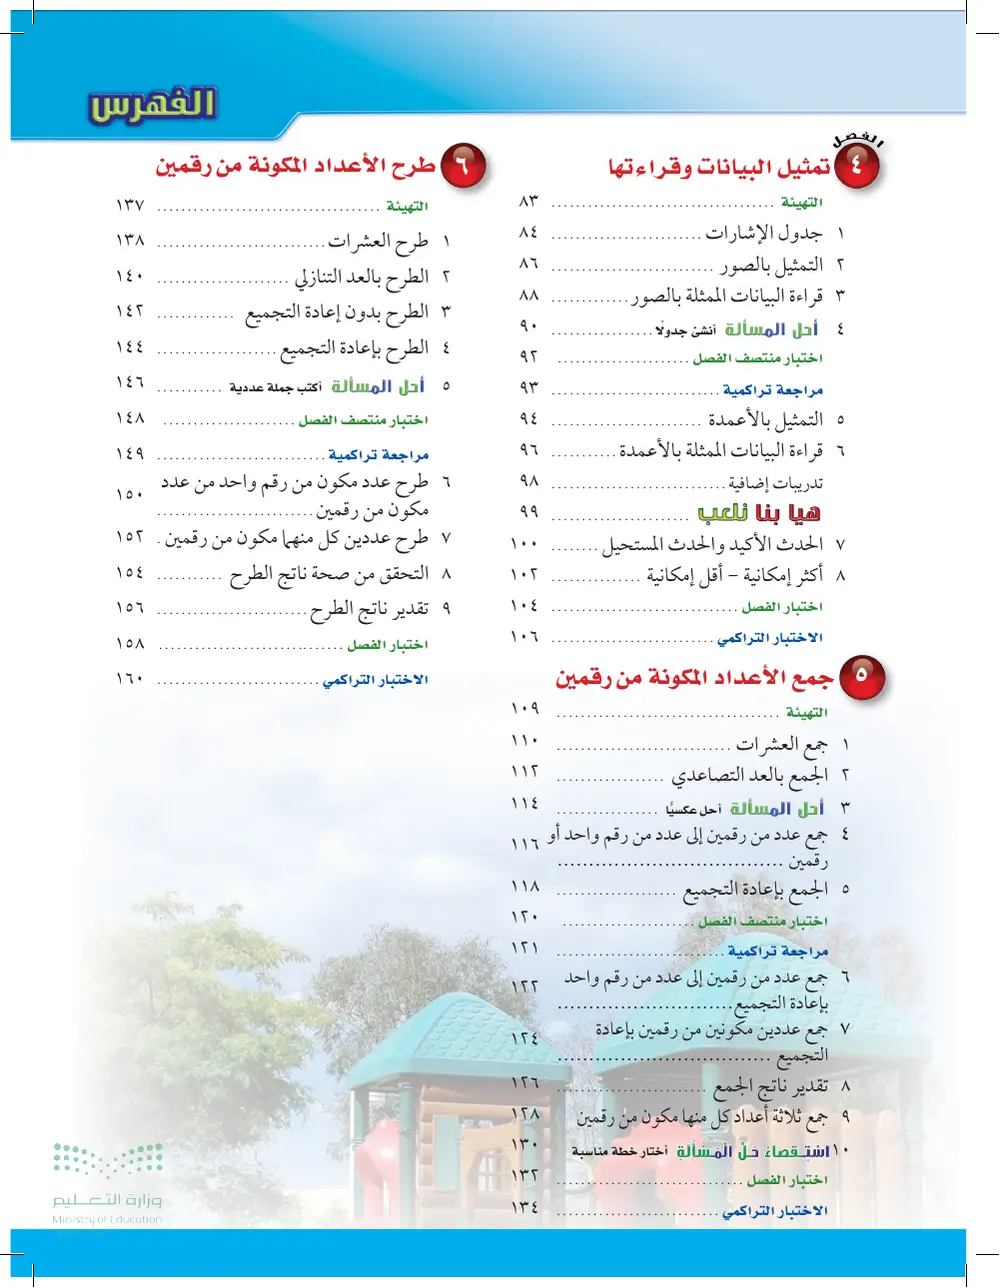 الفهرس
الفصل
٤ تمثيل البيانات وقراءتها
التهيئة ..................................... ٨٣
١ جدول الإشارات ......................... ٨٤
٢ التمثيل بالصور ........................... ٨٦
٣ قراءة البيانات الممثلة بالصور ............. ٨٨
٤ أحل المسألة أنشئ جدولًا ................. ٩٠
اختبار منتصف الفصل ...................... ٩٢
مراجعة تراكمية ............................ ٩٣
٥ التمثيل بالأعمدة ......................... ٩٤
٦ قراءة البيانات الممثلة بالأعمدة ........... ٩٦
تدريبات إضافية ............................. ٩٨
هيا بنا نلعب ....................... ٩٩
٧ الحدث الأكيد والحدث المستحيل ........ ١٠٠
٨ أكثر إمكانية – أقل إمكانية ............... ١٠٢
اختبار الفصل ............................... ١٠٤
الاختبار التراكمي ........................... ١٠٦
٥ جمع الأعداد المكونة من رقمين
التهيئة ..................................... ١٠٩
١ جمع العشرات ............................. ١١٠
٢ الجمع بالعد التصاعدي .................. ١١٢
٣ أحل المسألة أحل عكسيًّا ................. ١١٤
٤ جمع عدد من رقمين إلى عدد من رقم واحد أو
رقمين .................................... ١١٦
٥ الجمع بإعادة التجميع .................... ١١٨
اختبار منتصف الفصل ...................... ١٢٠
مراجعة تراكمية ............................ ١٢١
٦ جمع عدد من رقمين إلى عدد من رقم واحد
بإعادة التجميع ............................ ١٢٢
٧ جمع عددين مكونين من رقمين بإعادة
التجميع .................................. ١٢٤
٨ تقدير ناتج الجمع ......................... ١٢٦
٩ جمع ثلاثة أعداد كل منها مكون من رقمين ١٢٨
١٠ استقصاء حل المسألة أختار خطة مناسبة ١٣٠
اختبار الفصل ............................... ١٣٢
الاختبار التراكمي ........................... ١٣٤
٦ طرح الأعداد المكونة من رقمين
التهيئة ..................................... ١٣٧
١ طرح العشرات ............................ ١٣٨
٢ الطرح بالعد التنازلي ...................... ١٤٠
٣ الطرح بدون إعادة التجميع ............. ١٤٢
٤ الطرح بإعادة التجميع .................... ١٤٤
٥ أحل المسألة أكتب جملة عددية ........... ١٤٦
اختبار منتصف الفصل ...................... ١٤٨
مراجعة تراكمية ............................ ١٤٩
٦ طرح عدد مكون من رقم واحد من عدد
مكون من رقمين .......................... ١٥٠
٧ طرح عددين كل منهما مكون من رقمين . ١٥٢
٨ التحقق من صحة ناتج الطرح ........... ١٥٤
٩ تقدير ناتج الطرح ......................... ١٥٦
اختبار الفصل ............................... ١٥٨
الاختبار التراكمي ........................... ١٦٠
وزارة التعليم
Ministry of Education